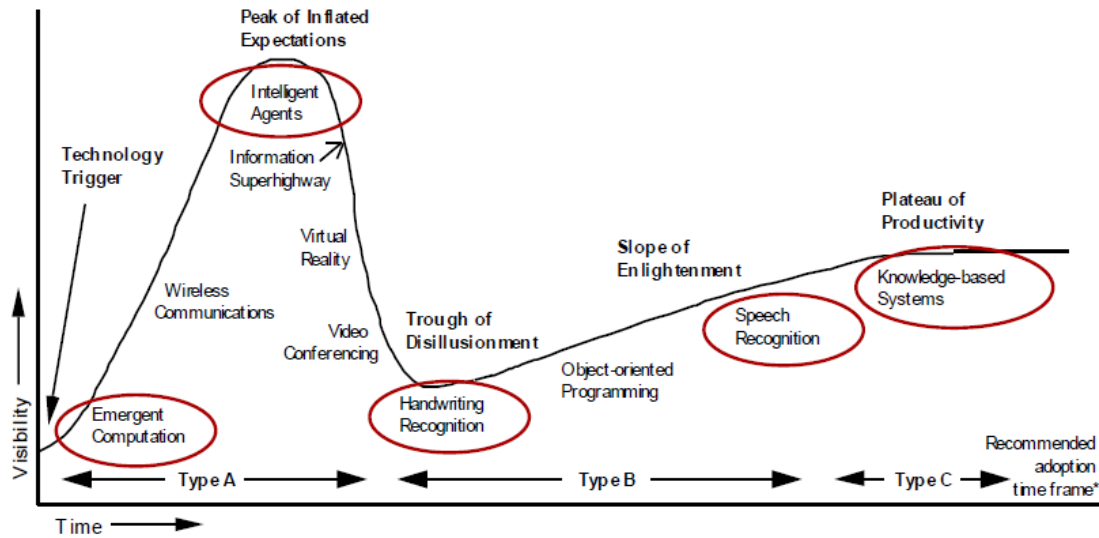 Peak of Inflated
Expectations
Intelligent
Agents
Technology
Trigger
Information
Superhighway
Plateau of
Productivity
Virtual
Reality
Slope of
Enlightenment
Knowledge-based
Systems
Wireless
Communications
Speech
Recognition
Trough of
Disillusionment
Video
Conferencing
Object-oriented
Programming
Handwriting
Recognition
Emergent
Computation
Visibility
Type A
Type B
Type C
Recommended
adoption
time frame*
Time